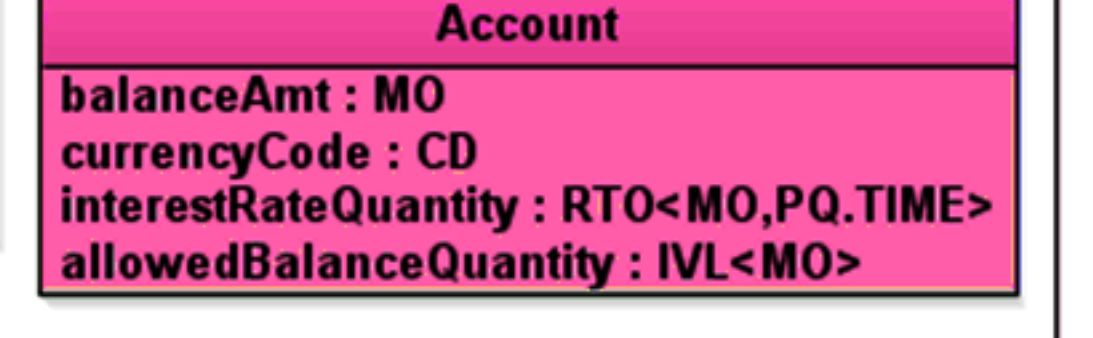 Account
balanceAmt : MO
currencyCode : CD
interestRateQuantity : RTO<MO,PQ.TIME>
allowedBalanceQuantity : IVL<MO>